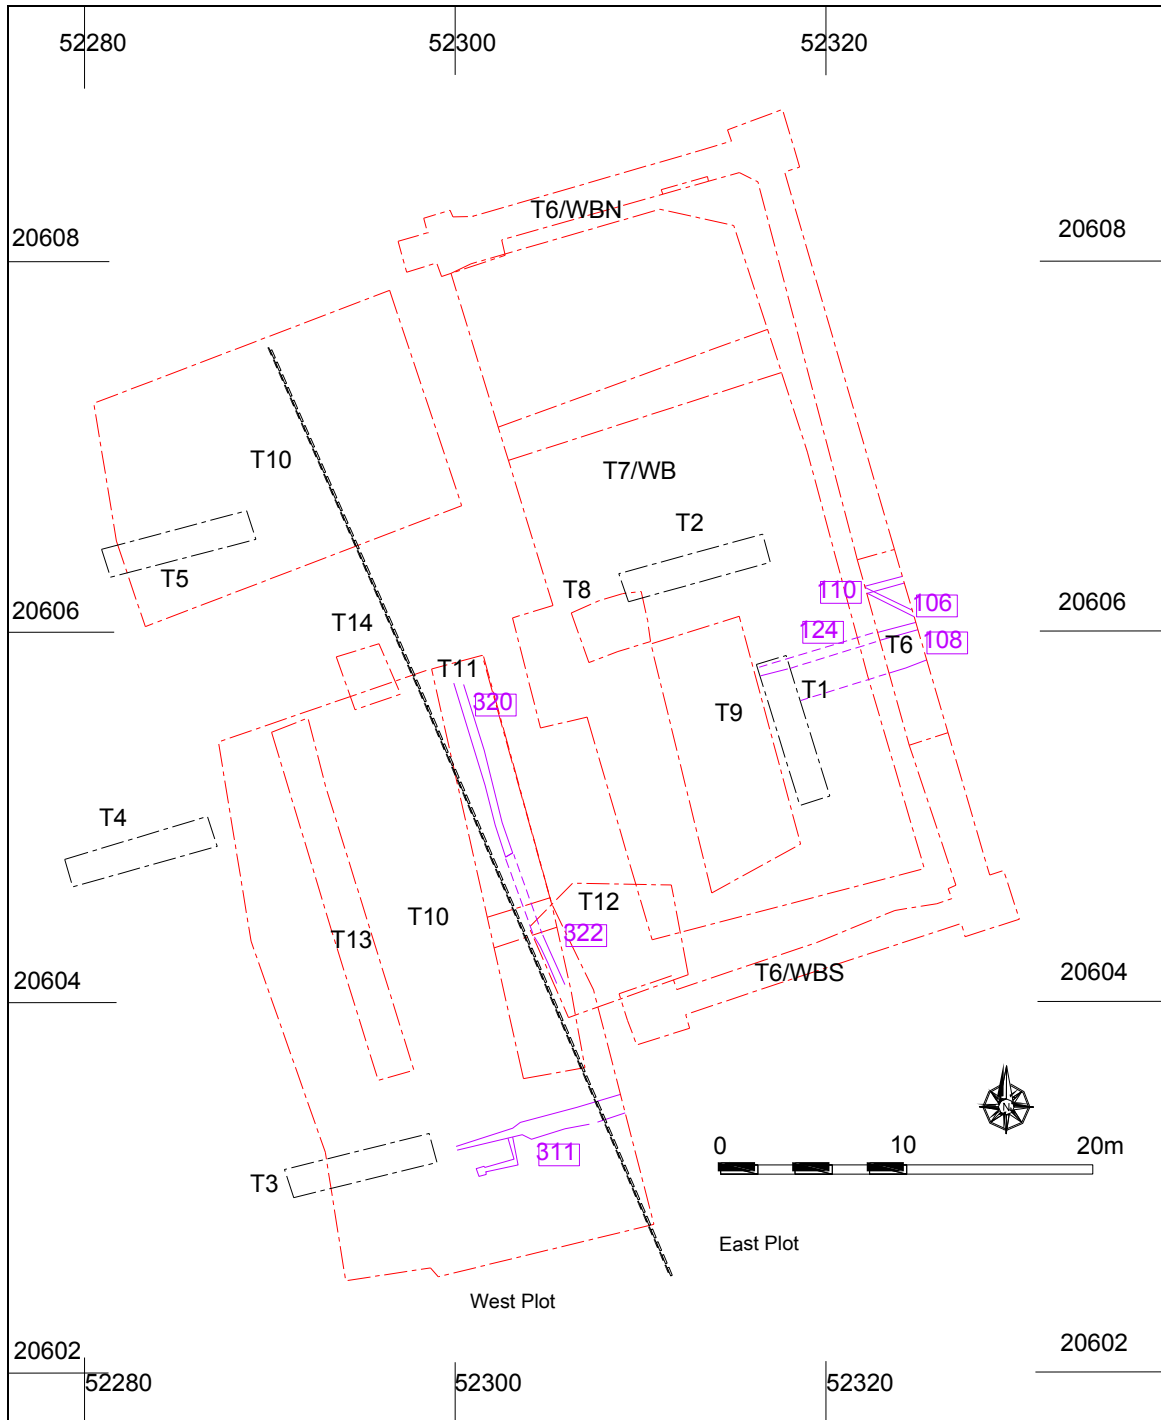 52280 52300 52320
T6/WBN
20608 20608
T10
T7/WB
T2
T5
T8
110
106
20606 20606
T14
124
T6
108
T11
T1
320
T9
T4
T12
T10
322
T13
T6/WBS
20604 20604
N
0 10 20m
311
T3
East Plot
West Plot
20602 20602
52280 52300 52320